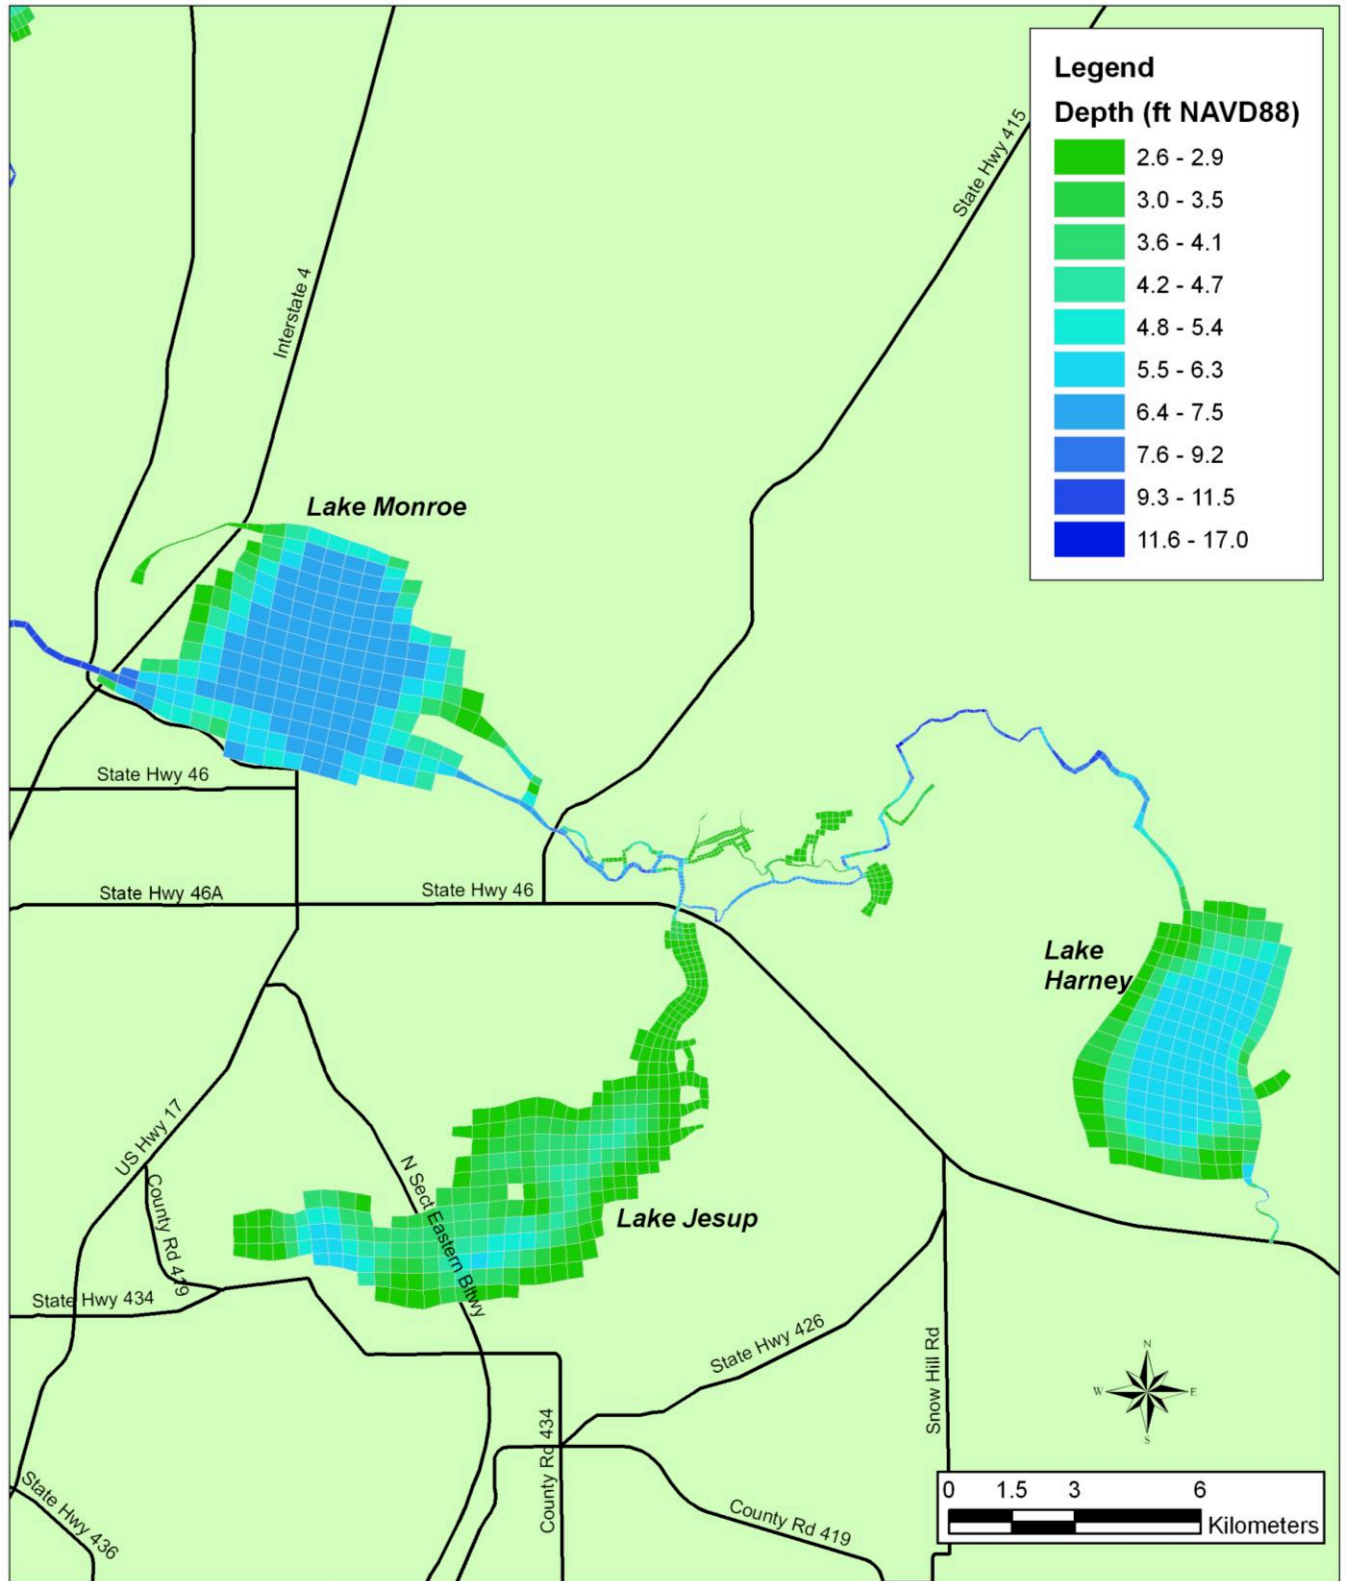 Legend
Depth (ft NAVD88)
2.6 - 2.9
3.0 - 3.5
3.6 - 4.1
4.2 - 4.7
4.8 - 5.4
5.5 - 6.3
6.4 - 7.5
7.6 - 9.2
9.3 - 11.5
11.6 - 17.0
State Hwy 415
Interstate 4
Lake Monroe
State Hwy 46
State Hwy 46A
State Hwy 46
Lake
Harney
US Hwy 17
County Rd 419
N Sect Eastern Bltwy
Lake Jesup
State Hwy 434
State Hwy 426
Snow Hill Rd
N
W
E
S
County Rd 434
State Hwy 436
County Rd 419
0 1.5 3 6
Kilometers